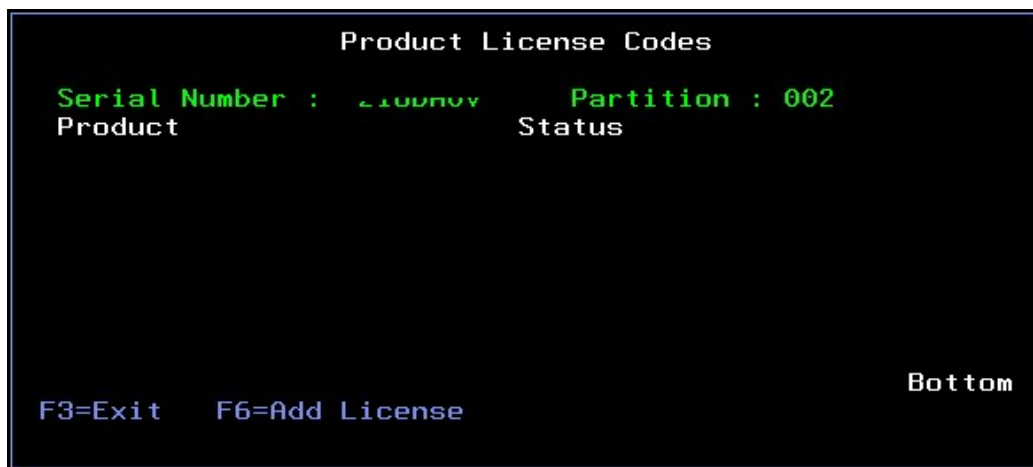 Product License Codes
Serial Number : Partition : 002
Product Status
Bottom
F3=Exit F6=Add License